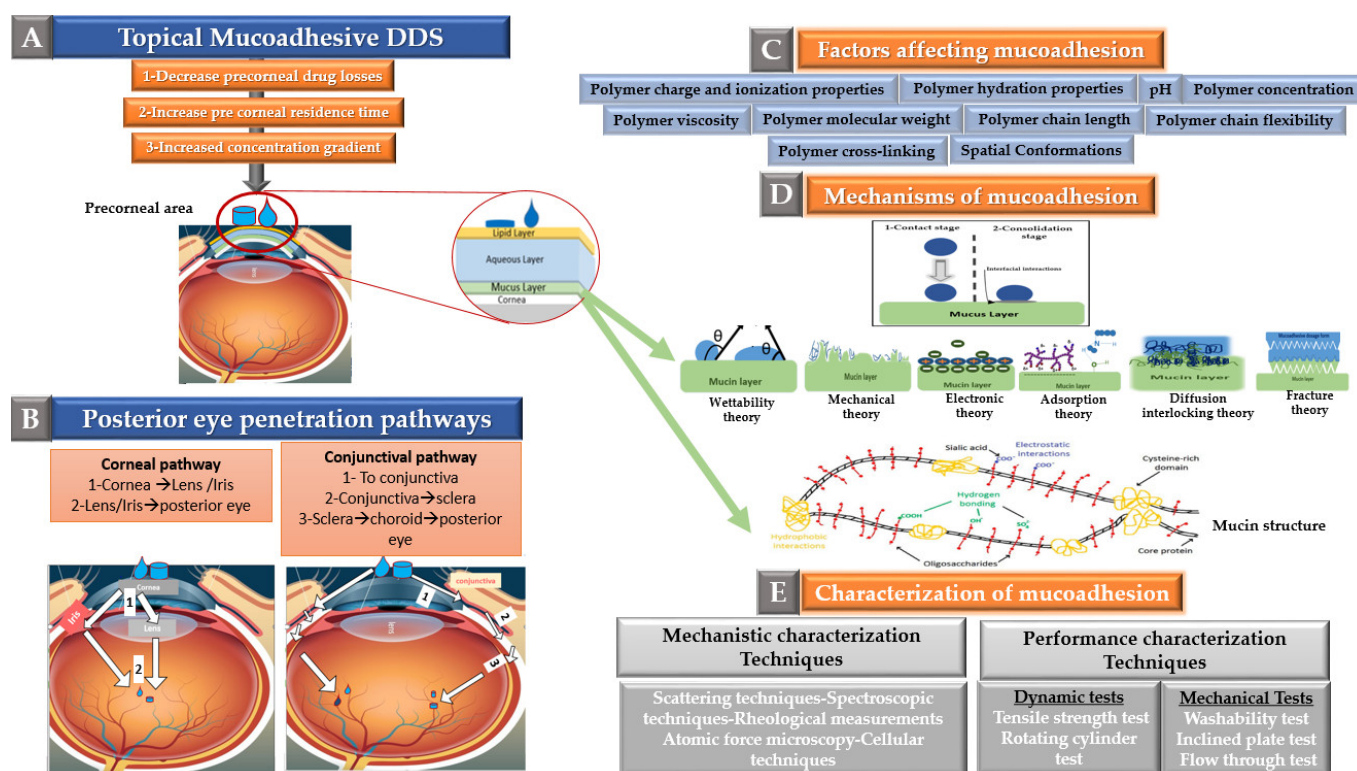 A
Topical Mucoadhesive DDS
1-Decrease precorneal drug losses
2-Increase pre corneal residence time
3-Increased concentration gradient
Precorneal area
lens
Lipid Layer
Aqueous Layer
Mucus Layer
Cornea
B
Posterior eye penetration pathways
Corneal pathway
1-Cornea →Lens /Iris
2-Lens/Iris→posterior eye
Conjunctival pathway
1- To conjunctiva
2-Conjunctiva→sclera
3-Sclera→choroid→posterior
eye
Cornea
1
Iris
Lens
2
conjunctiva
1
2
lens
3
C
Factors affecting mucoadhesion
Polymer charge and ionization properties
Polymer hydration properties
pH
Polymer concentration
Polymer viscosity
Polymer molecular weight
Polymer chain length
Polymer chain flexibility
Polymer cross-linking
Spatial Conformations
D
Mechanisms of mucoadhesion
1-Contact stage
2-Consolidation
stage
Interfacial interactions
Mucus Layer
θ
θ
Mucin layer
Wettability
theory
Mucin layer
Mechanical
theory
Mucin layer
Electronic
theory
Mucin layer
Adsorption
theory
Mucin layer
Diffusion
interlocking theory
Mucoadhesive dosage form
Mucin layer
Fracture
theory
Sialic acid
Electrostatic
interactions
COO⁻
COO⁻
Cysteine-rich
domain
Hydrogen
bonding
COOH
OH
Hydrophobic
interactions
Oligosaccharides
Mucin structure
Core protein
E
Characterization of mucoadhesion
Mechanistic characterization
Techniques
Scattering techniques-Spectroscopic
techniques-Rheological measurements
Atomic force microscopy-Cellular
techniques
Performance characterization
Techniques
Dynamic tests
Tensile strength test
Rotating cylinder
test
Mechanical Tests
Washability test
Inclined plate test
Flow through test